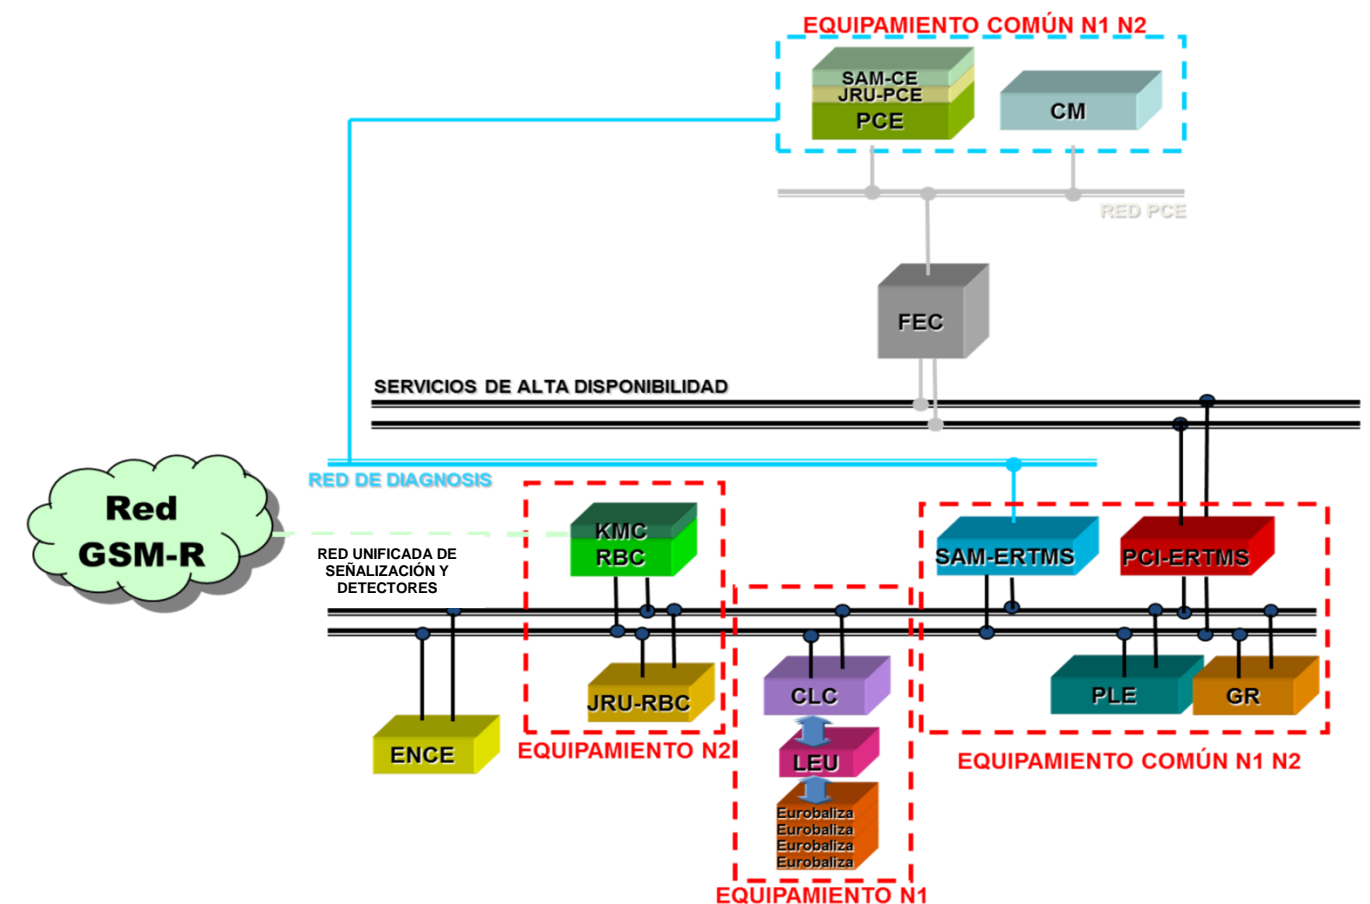 EQUIPAMIENTO COMÚN N1 N2
SAM-CE
JRU-PCE
PCE
CM
RED PCE
FEC
SERVICIOS DE ALTA DISPONIBILIDAD
RED DE DIAGNOSIS
Red
GSM-R
RED UNIFICADA DE
SEÑALIZACIÓN Y
DETECTORES
KMC
RBC
SAM-ERTMS
PCI-ERTMS
JRU-RBC
CLC
PLE
GR
ENCE
EQUIPAMIENTO N2
LEU
EQUIPAMIENTO COMÚN N1 N2
Eurobaliza
Eurobaliza
Eurobaliza
Eurobaliza
EQUIPAMIENTO N1